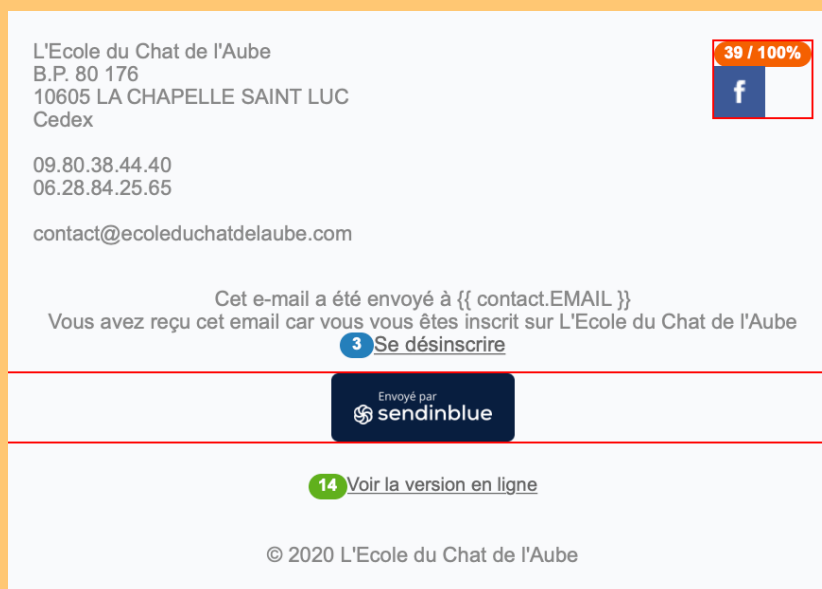 L'Ecole du Chat de l'Aube
B.P. 80 176
10605 LA CHAPELLE SAINT LUC
Cedex
09.80.38.44.40
06.28.84.25.65
contact@ecoleduchatdelaube.com
39 / 100%
f
Cet e-mail a été envoyé à {{ contact.EMAIL }}
Vous avez reçu cet email car vous vous êtes inscrit sur L'Ecole du Chat de l'Aube
3 Se désinscrire
Envoyé par
sendinblue
14 Voir la version en ligne
© 2020 L'Ecole du Chat de l'Aube